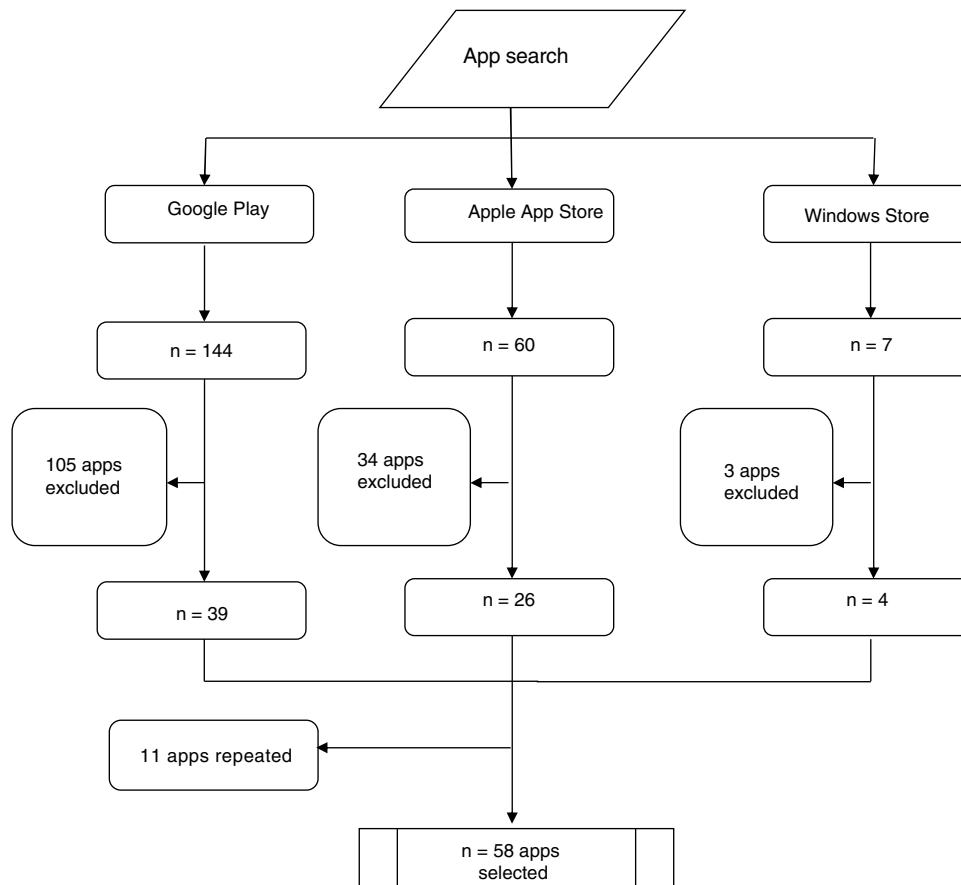 App search
Google Play
Apple App Store
Windows Store
n = 144
n = 60
n = 7
105 apps
excluded
34 apps
excluded
3 apps
excluded
n = 39
n = 26
n = 4
11 apps repeated
n = 58 apps
selected